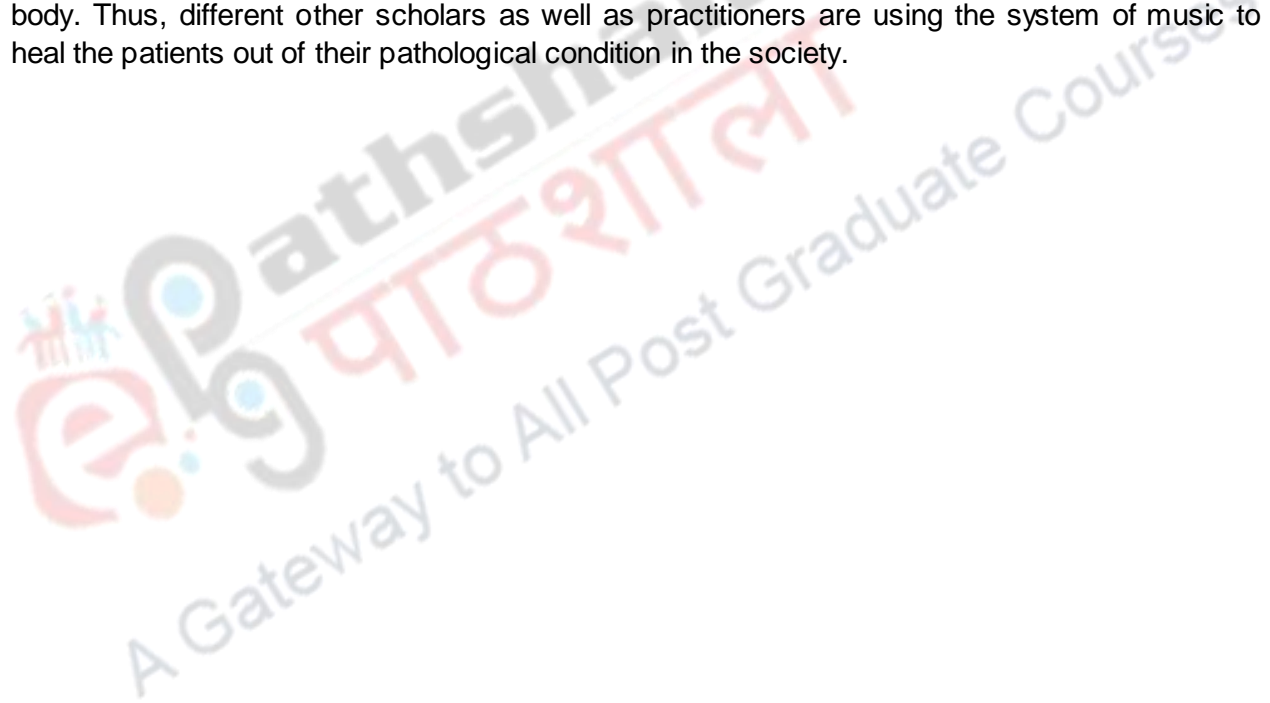 body. Thus, different other scholars as well as practitioners are using the system of music to
heal the patients out of their pathological condition in the society.
Pathsha
पाठशाला
A Gateway to All Post Graduate Courses